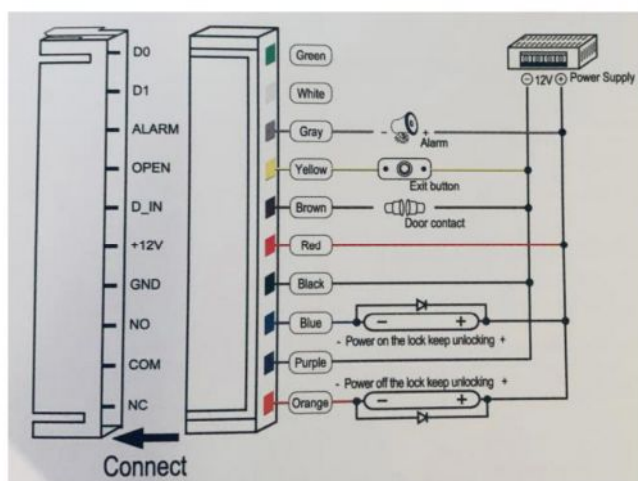 D0
D1
ALARM
OPEN
D_IN
+12V
GND
NO
COM
NC
Connect
Green
White
Gray
Yellow
Brown
Red
Black
Blue
Purple
Orange
- +
Alarm
Exit button
Door contact
- +
- Power on the lock keep unlocking +
- Power off the lock keep unlocking +
- +
- 12V + Power Supply